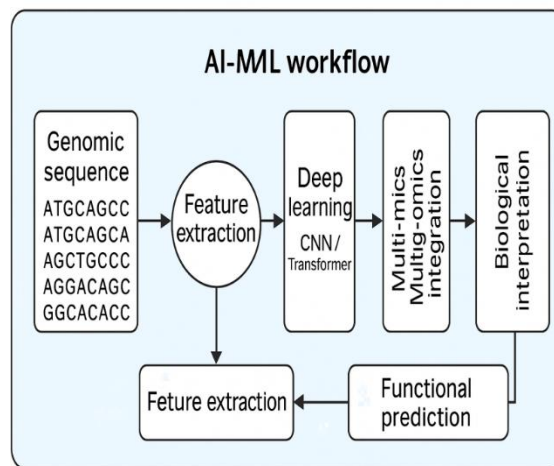 AI-MML workflow
Genomic
sequence
ATGCAGCC
ATGCAGCA
AGCTGCCC
AGGACAGC
GGCACACC
Feature
extraction
Deep
learning
CNN /
Transformer
Multi-mics
Multig-omics
integration
Biological
interpretation
Feture extraction
Functional
prediction